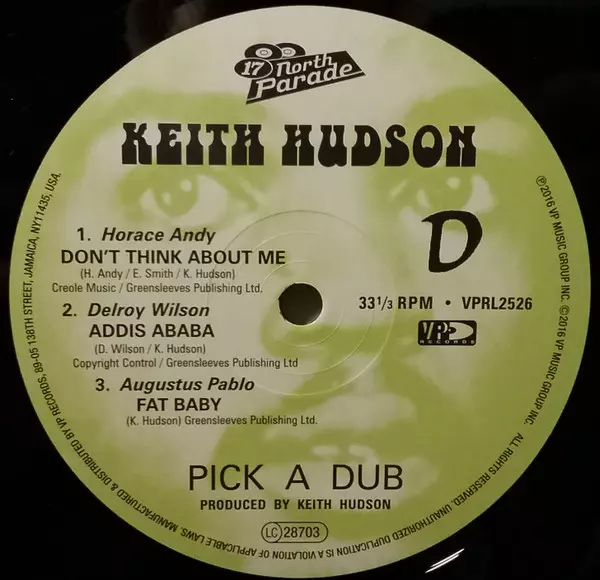 17 North
Parade
KEITH HUDSON
D
1. Horace Andy
DON'T THINK ABOUT ME
(H. Andy / E. Smith / K. Hudson)
Creole Music / Greensleeves Publishing Ltd.
2. Delroy Wilson
ADDIS ABABA
(D. Wilson / K. Hudson)
Copyright Control / Greensleeves Publishing Ltd
3. Augustus Pablo
FAT BABY
(K. Hudson) Greensleeves Publishing Ltd.
33 1/3 RPM • VPRL2526
VP
RECORDS
PICK A DUB
PRODUCED BY KEITH HUDSON
LC 28703
℗2016 VP MUSIC GROUP INC. ©2016 VP MUSIC GROUP INC. ALL RIGHTS RESERVED. UNAUTHORIZED DUPLICATION IS A VIOLATION OF APPLICABLE LAWS. MANUFACTURED & DISTRIBUTED BY VP RECORDS, 89-05 138TH STREET, JAMAICA, NY11435, USA.